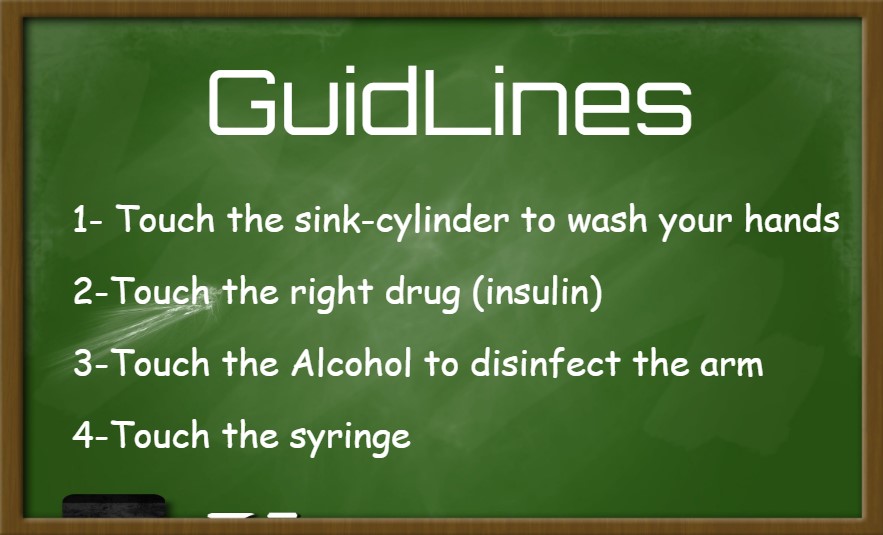 GuidLines
1- Touch the sink-cylinder to wash your hands
2-Touch the right drug (insulin)
3-Touch the Alcohol to disinfect the arm
4-Touch the syringe